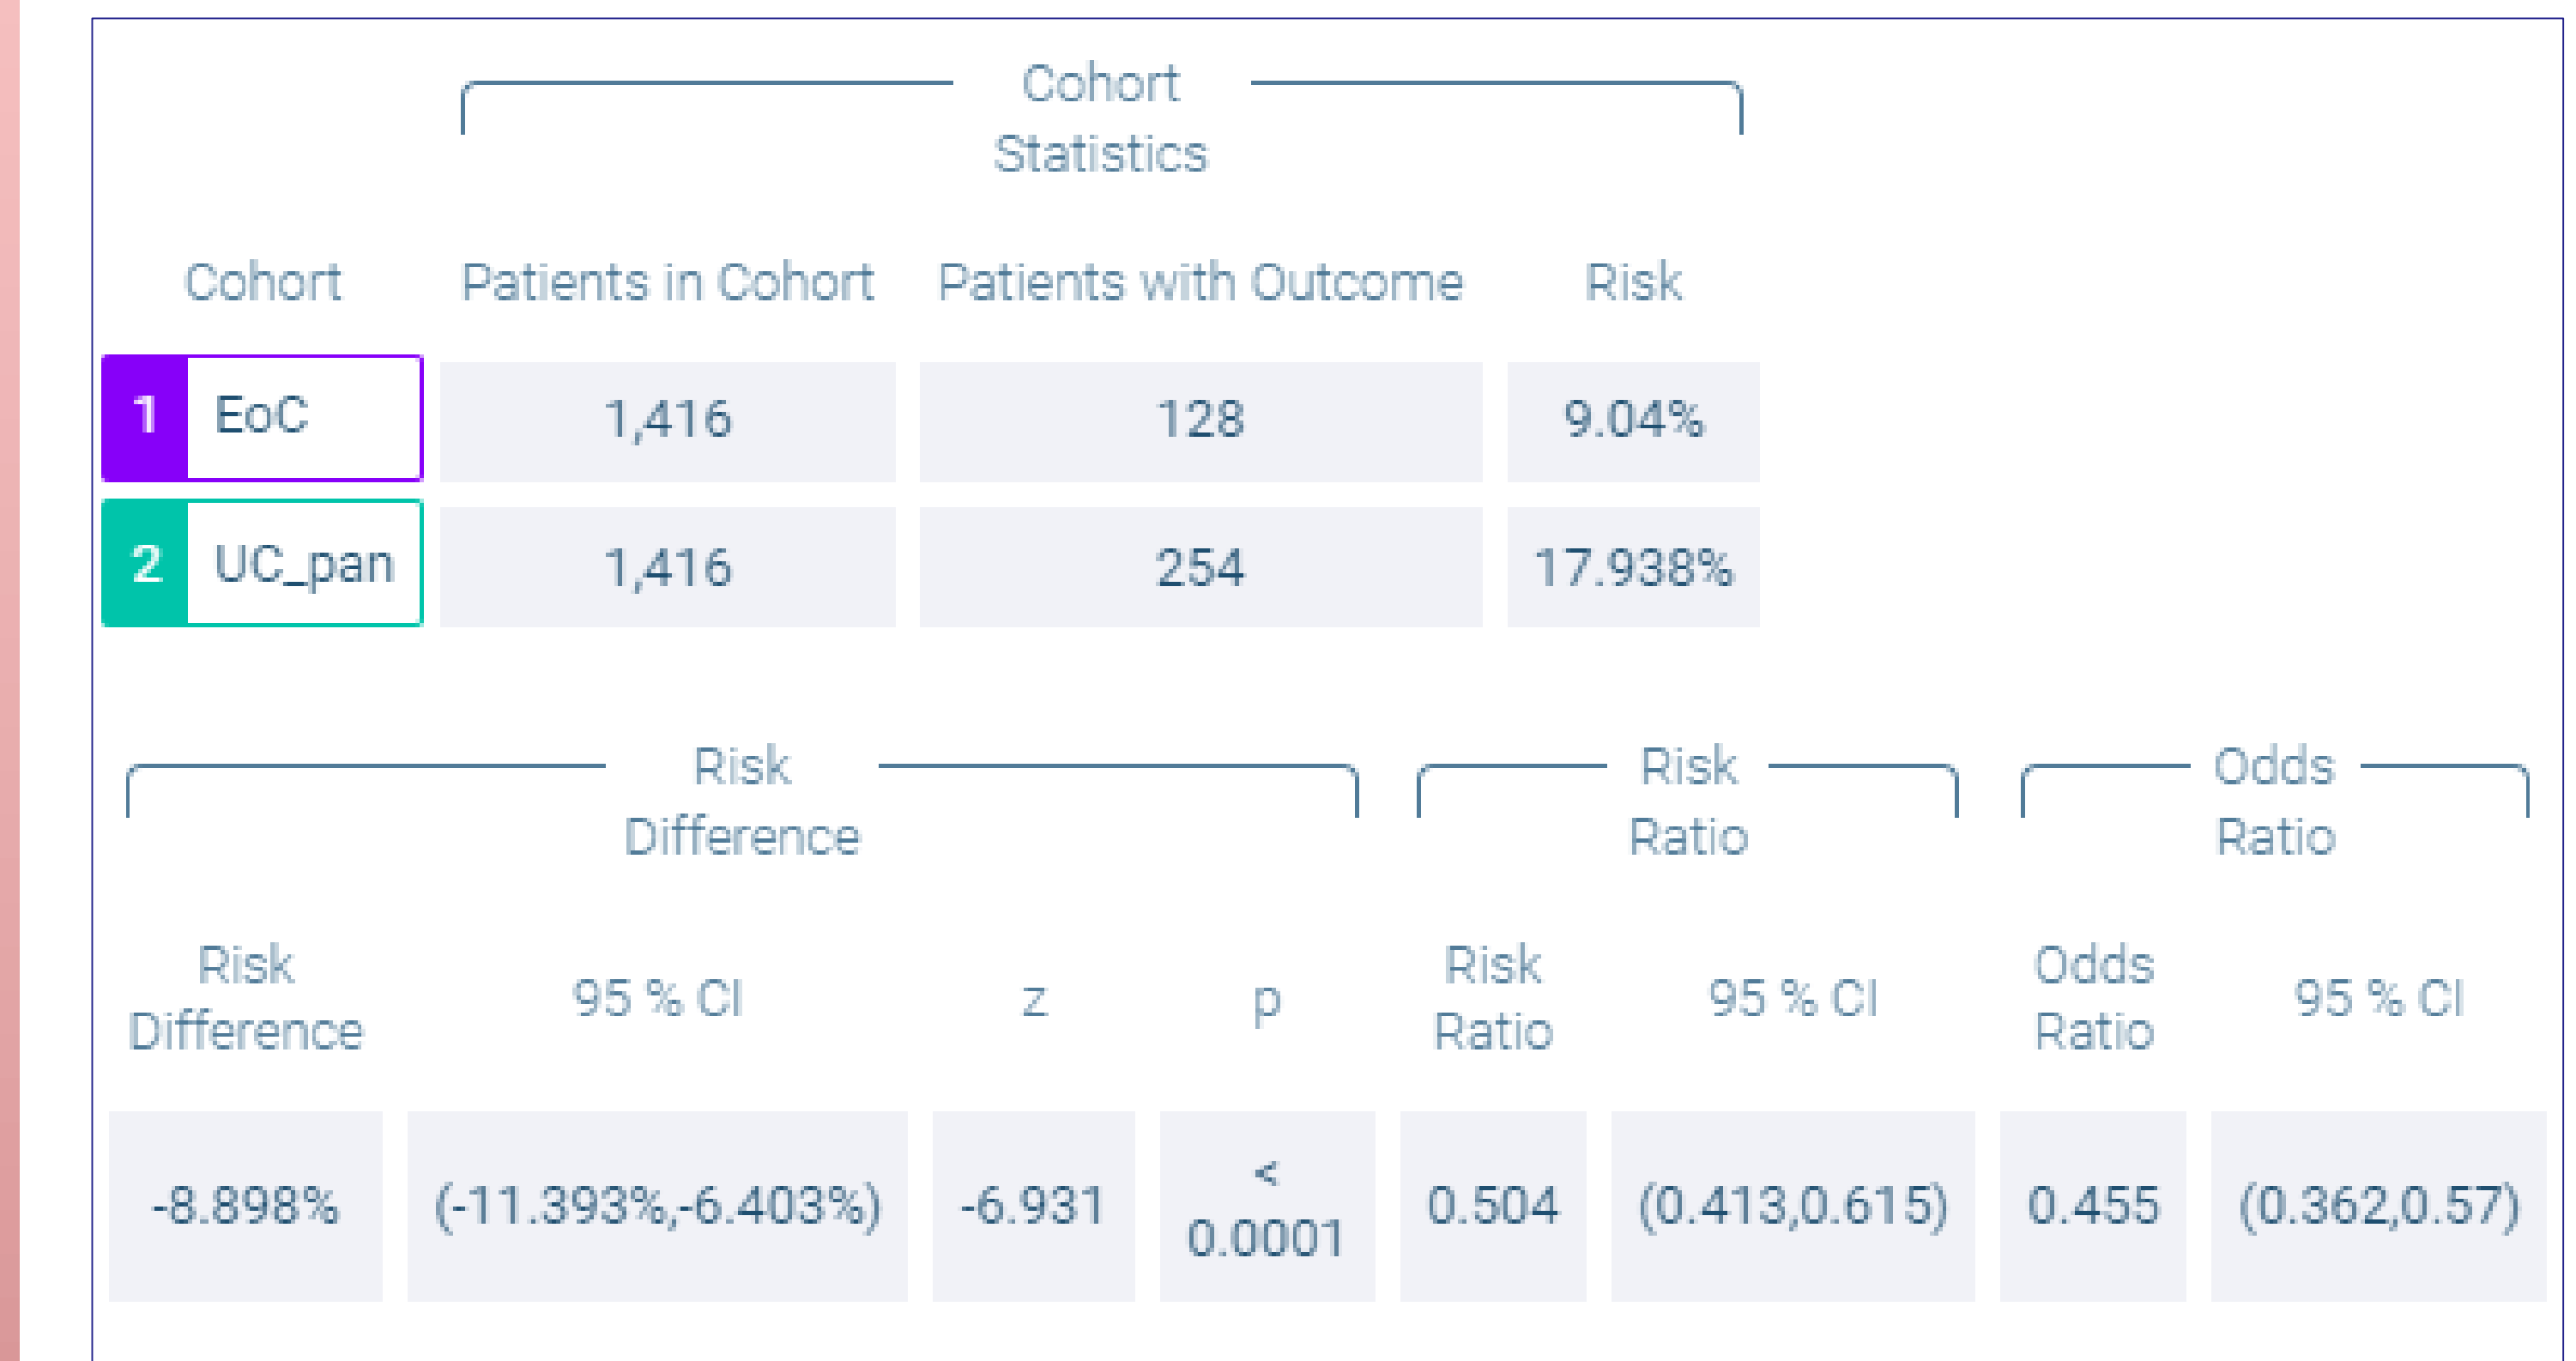 Cohort
Statistics
Cohort Patients in Cohort Patients with Outcome Risk
1 EoC 1,416 128 9.04%
2 UC_pan 1,416 254 17.938%
Risk
Difference
Risk
Ratio
Odds
Ratio
Risk
Difference
95 % CI
z
p
Risk
Ratio
95 % CI
Odds
Ratio
95 % CI
-8.898% (-11.393%,-6.403%) -6.931 <
0.0001 0.504 (0.413,0.615) 0.455 (0.362,0.57)